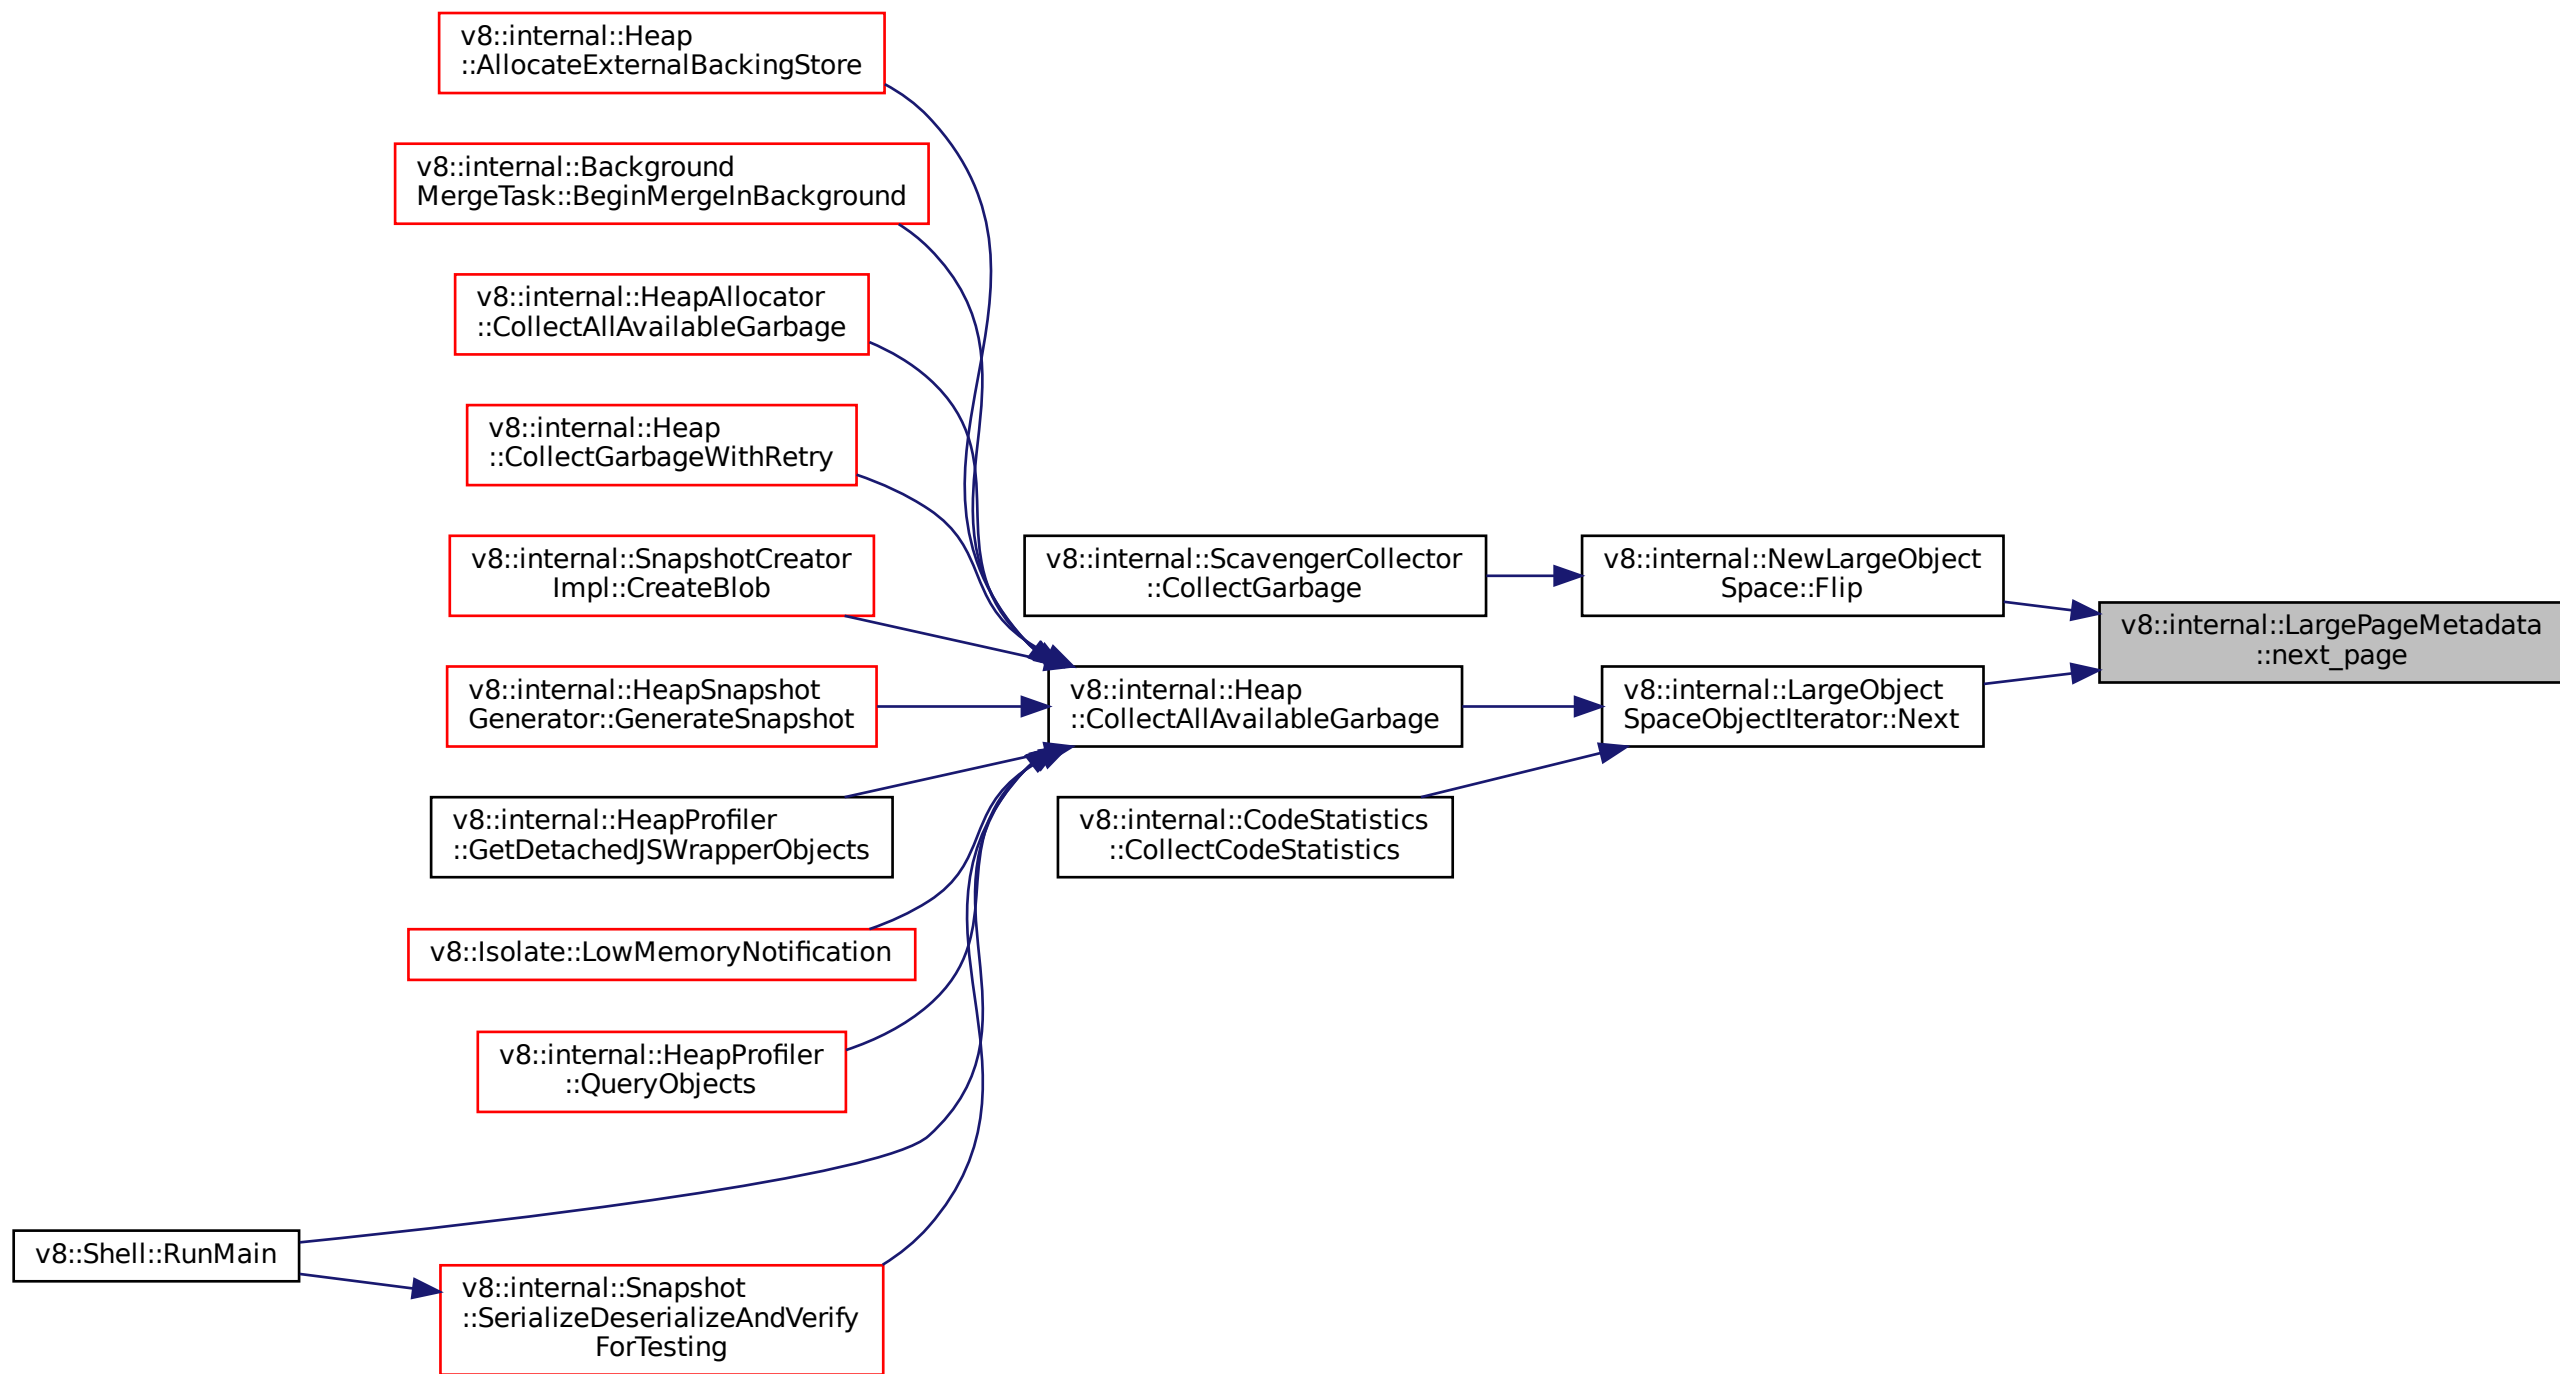 v8::internal::Heap
::AllocateExternalBackingStore
v8::internal::Background
MergeTask::BeginMergeInBackground
v8::internal::HeapAllocator
::CollectAllAvailableGarbage
v8::internal::Heap
::CollectGarbageWithRetry
v8::internal::SnapshotCreator
Impl::CreateBlob
v8::internal::HeapSnapshot
Generator::GenerateSnapshot
v8::internal::HeapProfiler
::GetDetachedJSWrapperObjects
v8::Isolate::LowMemoryNotification
v8::internal::HeapProfiler
::QueryObjects
v8::Shell::RunMain
v8::internal::Snapshot
::SerializeDeserializeAndVerify
ForTesting
v8::internal::ScavengerCollector
::CollectGarbage
v8::internal::Heap
::CollectAllAvailableGarbage
v8::internal::CodeStatistics
::CollectCodeStatistics
v8::internal::NewLargeObject
Space::Flip
v8::internal::LargeObject
SpaceObjectIterator::Next
v8::internal::LargePageMetadata
::next_page